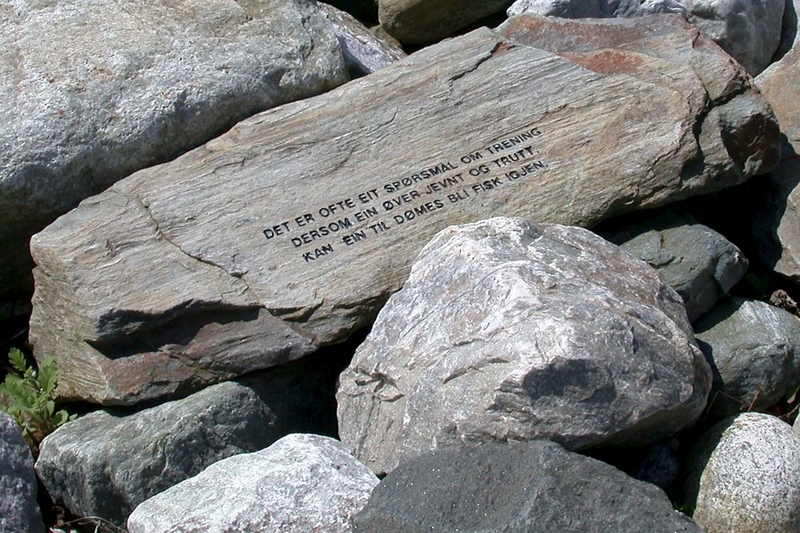 DET ER OFTE EIT SPØRSMÅL OM TRENING
DERSOM EIN ØVER JEVNT OG TRUTT,
KAN EIN TIL DØMES BLI FISK IGJEN.